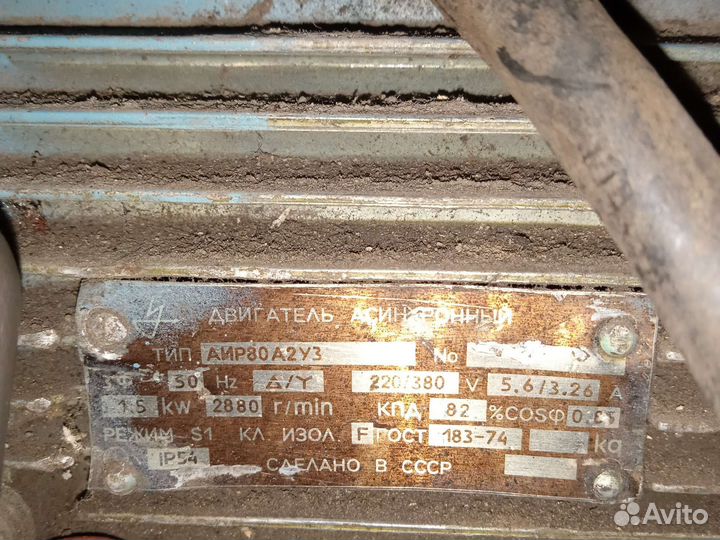 ДВИГАТЕЛЬ АСИНХРОННЫЙ
ТИП АИР80А2У3 No
50 Hz Δ/Y 220/380 V 5.6/3.26 A
1.5 kW 2880 r/min КПД 82 % COSφ
РЕЖИМ S1 КЛ ИЗОЛ. F ГОСТ 183-74 kg
IP54 СДЕЛАНО В СССР
Avito